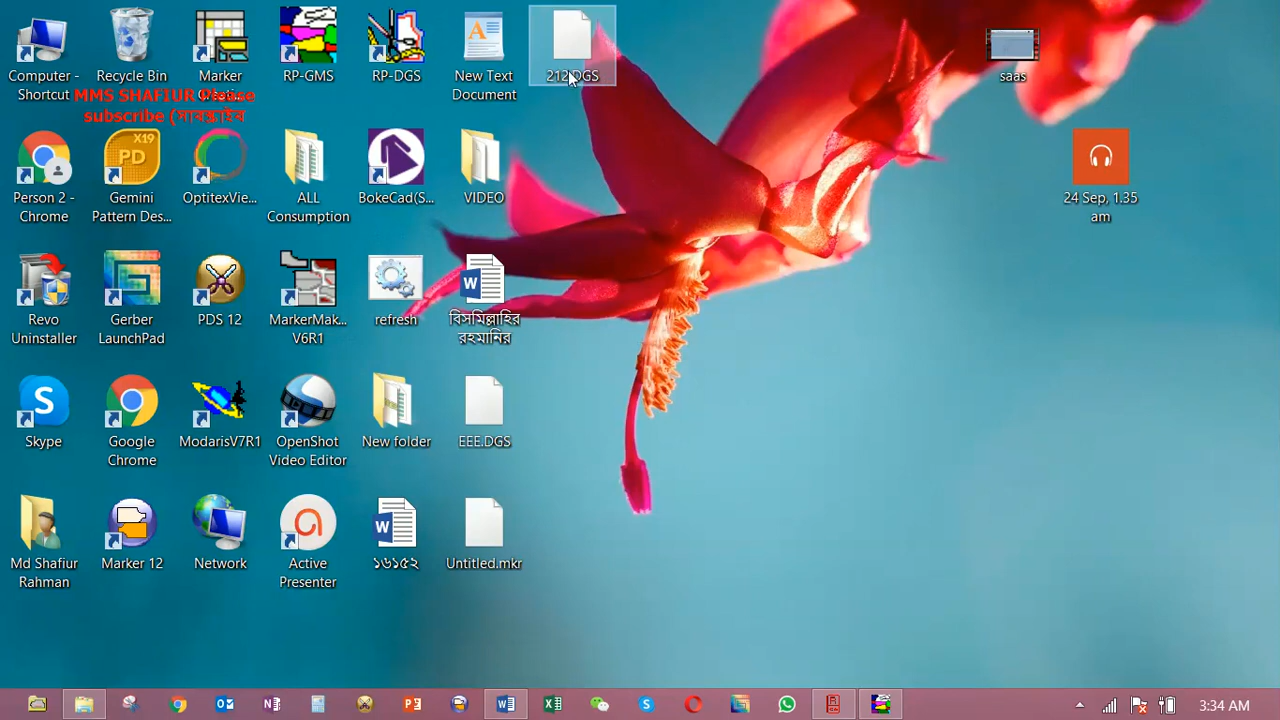 Computer -
Shortcut
Recycle Bin
Marker
RP-GMS
RP-DGS
New Text
Document
212.DGS
saas
MMS SHAFIUR Please
subscribe (সাবস্ক্রাইব
Person 2 -
Chrome
Gemini
Pattern Des...
OptitexVie...
ALL
Consumption
BokeCad(S...
VIDEO
24 Sep, 1.35
am
Revo
Uninstaller
Gerber
LaunchPad
PDS 12
MarkerMak...
V6R1
refresh
বিসমিল্লাহির
রহমানির
Skype
Google
Chrome
ModarisV7R1
OpenShot
Video Editor
New folder
EEE.DGS
Md Shafiur
Rahman
Marker 12
Network
Active
Presenter
১৬১৫২
Untitled.mkr
3:34 AM